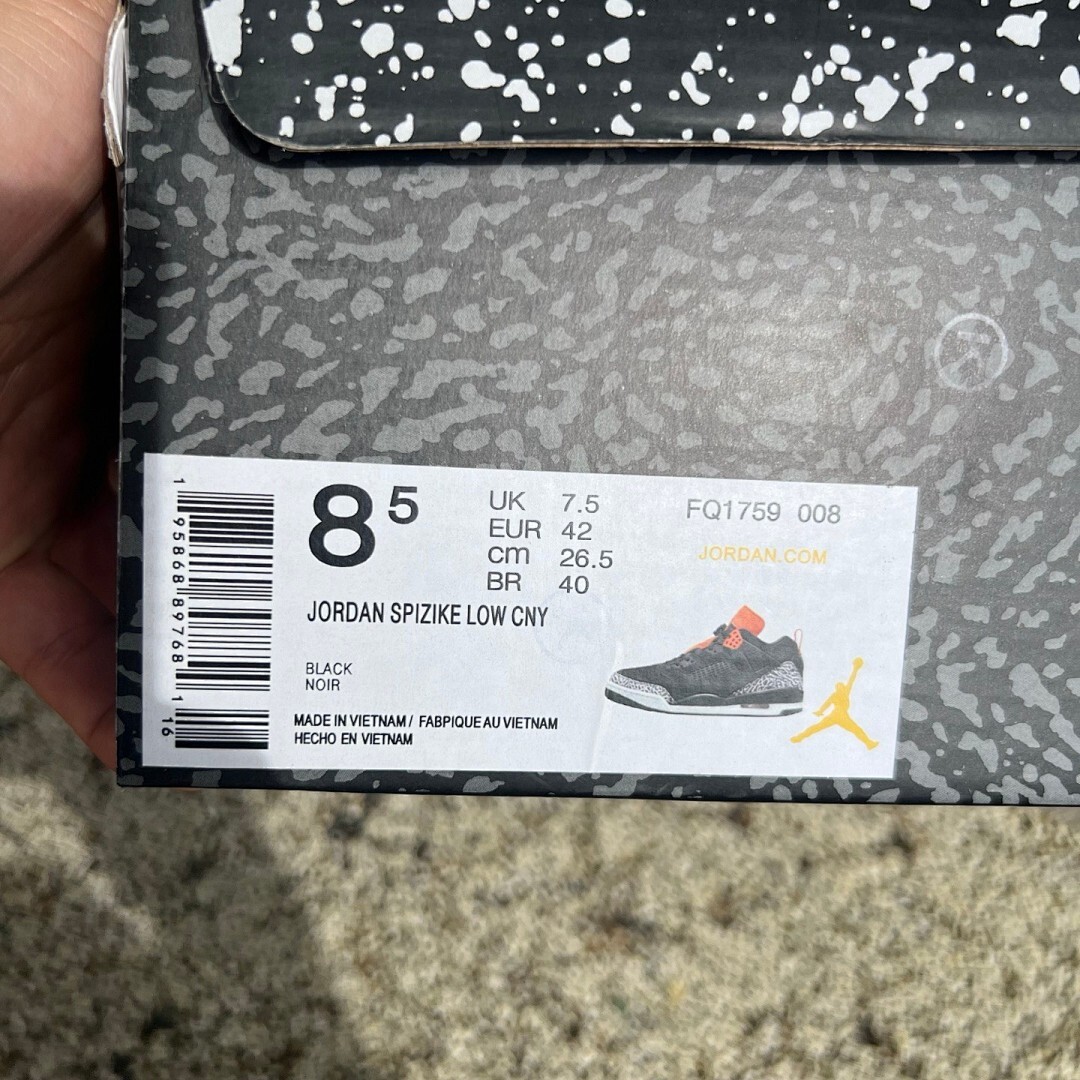 8 5
UK 7.5
EUR 42
cm 26.5
BR 40
FQ1759 008
JORDAN.COM
JORDAN SPIZIKE LOW CNY
BLACK
NOIR
MADE IN VIETNAM / FABPIQUE AU VIETNAM
HECHO EN VIETNAM
1 95868 89768 1 16